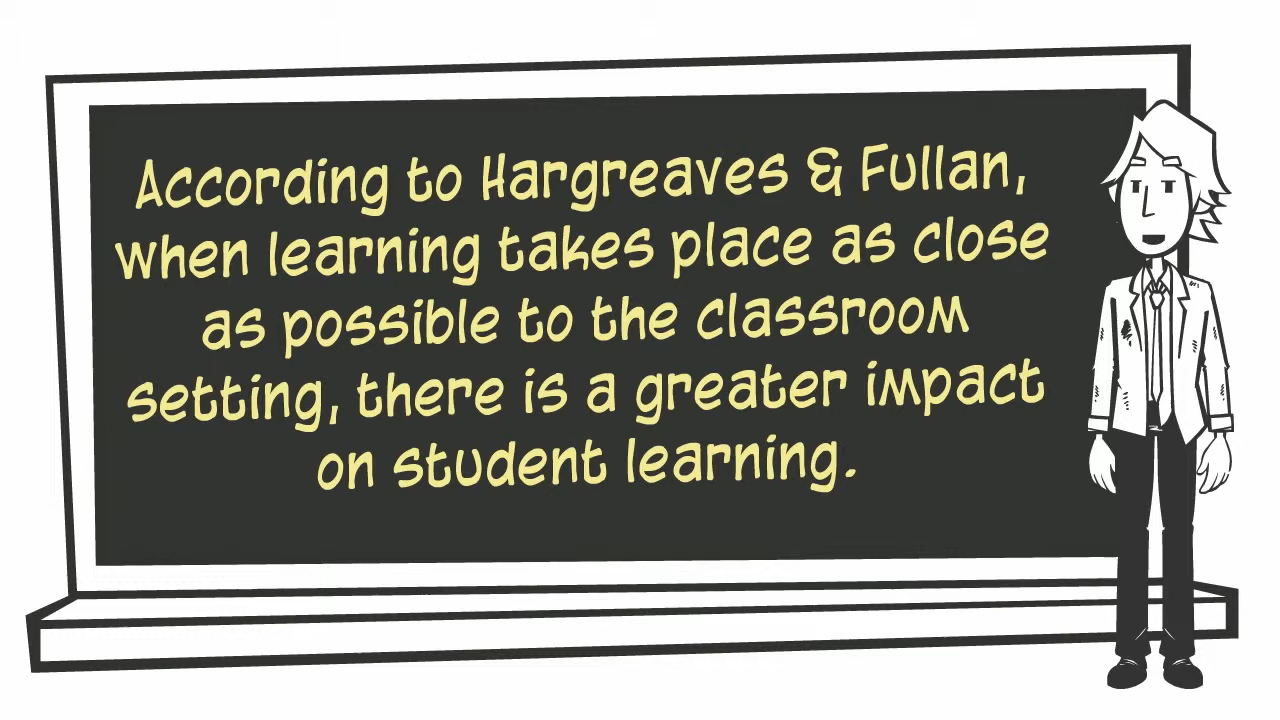 According to Hargreaves & Fullan,
when learning takes place as close
as possible to the classroom
setting, there is a greater impact
on student learning.